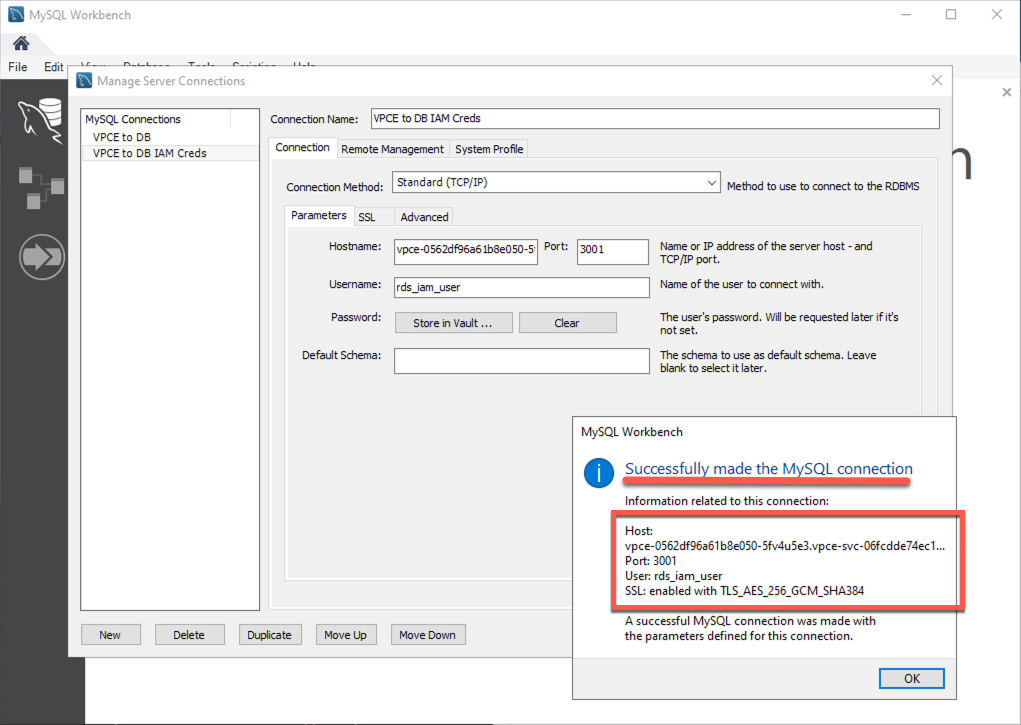 MySQL Workbench
File Edit View Database Tools Scripting Help
Manage Server Connections
MySQL Connections
VPCE to DB
VPCE to DB IAM Creds
Connection Name: VPCE to DB IAM Creds
Connection Remote Management System Profile
Connection Method: Standard (TCP/IP) Method to use to connect to the RDBMS
Parameters SSL Advanced
Hostname: vpce-0562df96a61b8e050-5 Port: 3001 Name or IP address of the server host - and
TCP/IP port.
Username: rds_iam_user Name of the user to connect with.
Password: Store in Vault ... Clear The user's password. Will be requested later if it's
not set.
Default Schema: The schema to use as default schema. Leave
blank to select it later.
New Delete Duplicate Move Up Move Down
MySQL Workbench
Successfully made the MySQL connection
Information related to this connection:
Host:
vpce-0562df96a61b8e050-5fv4u5e3.vpce-svc-06fcdde74ec1...
Port: 3001
User: rds_iam_user
SSL: enabled with TLS_AES_256_GCM_SHA384
A successful MySQL connection was made with
the parameters defined for this connection.
OK